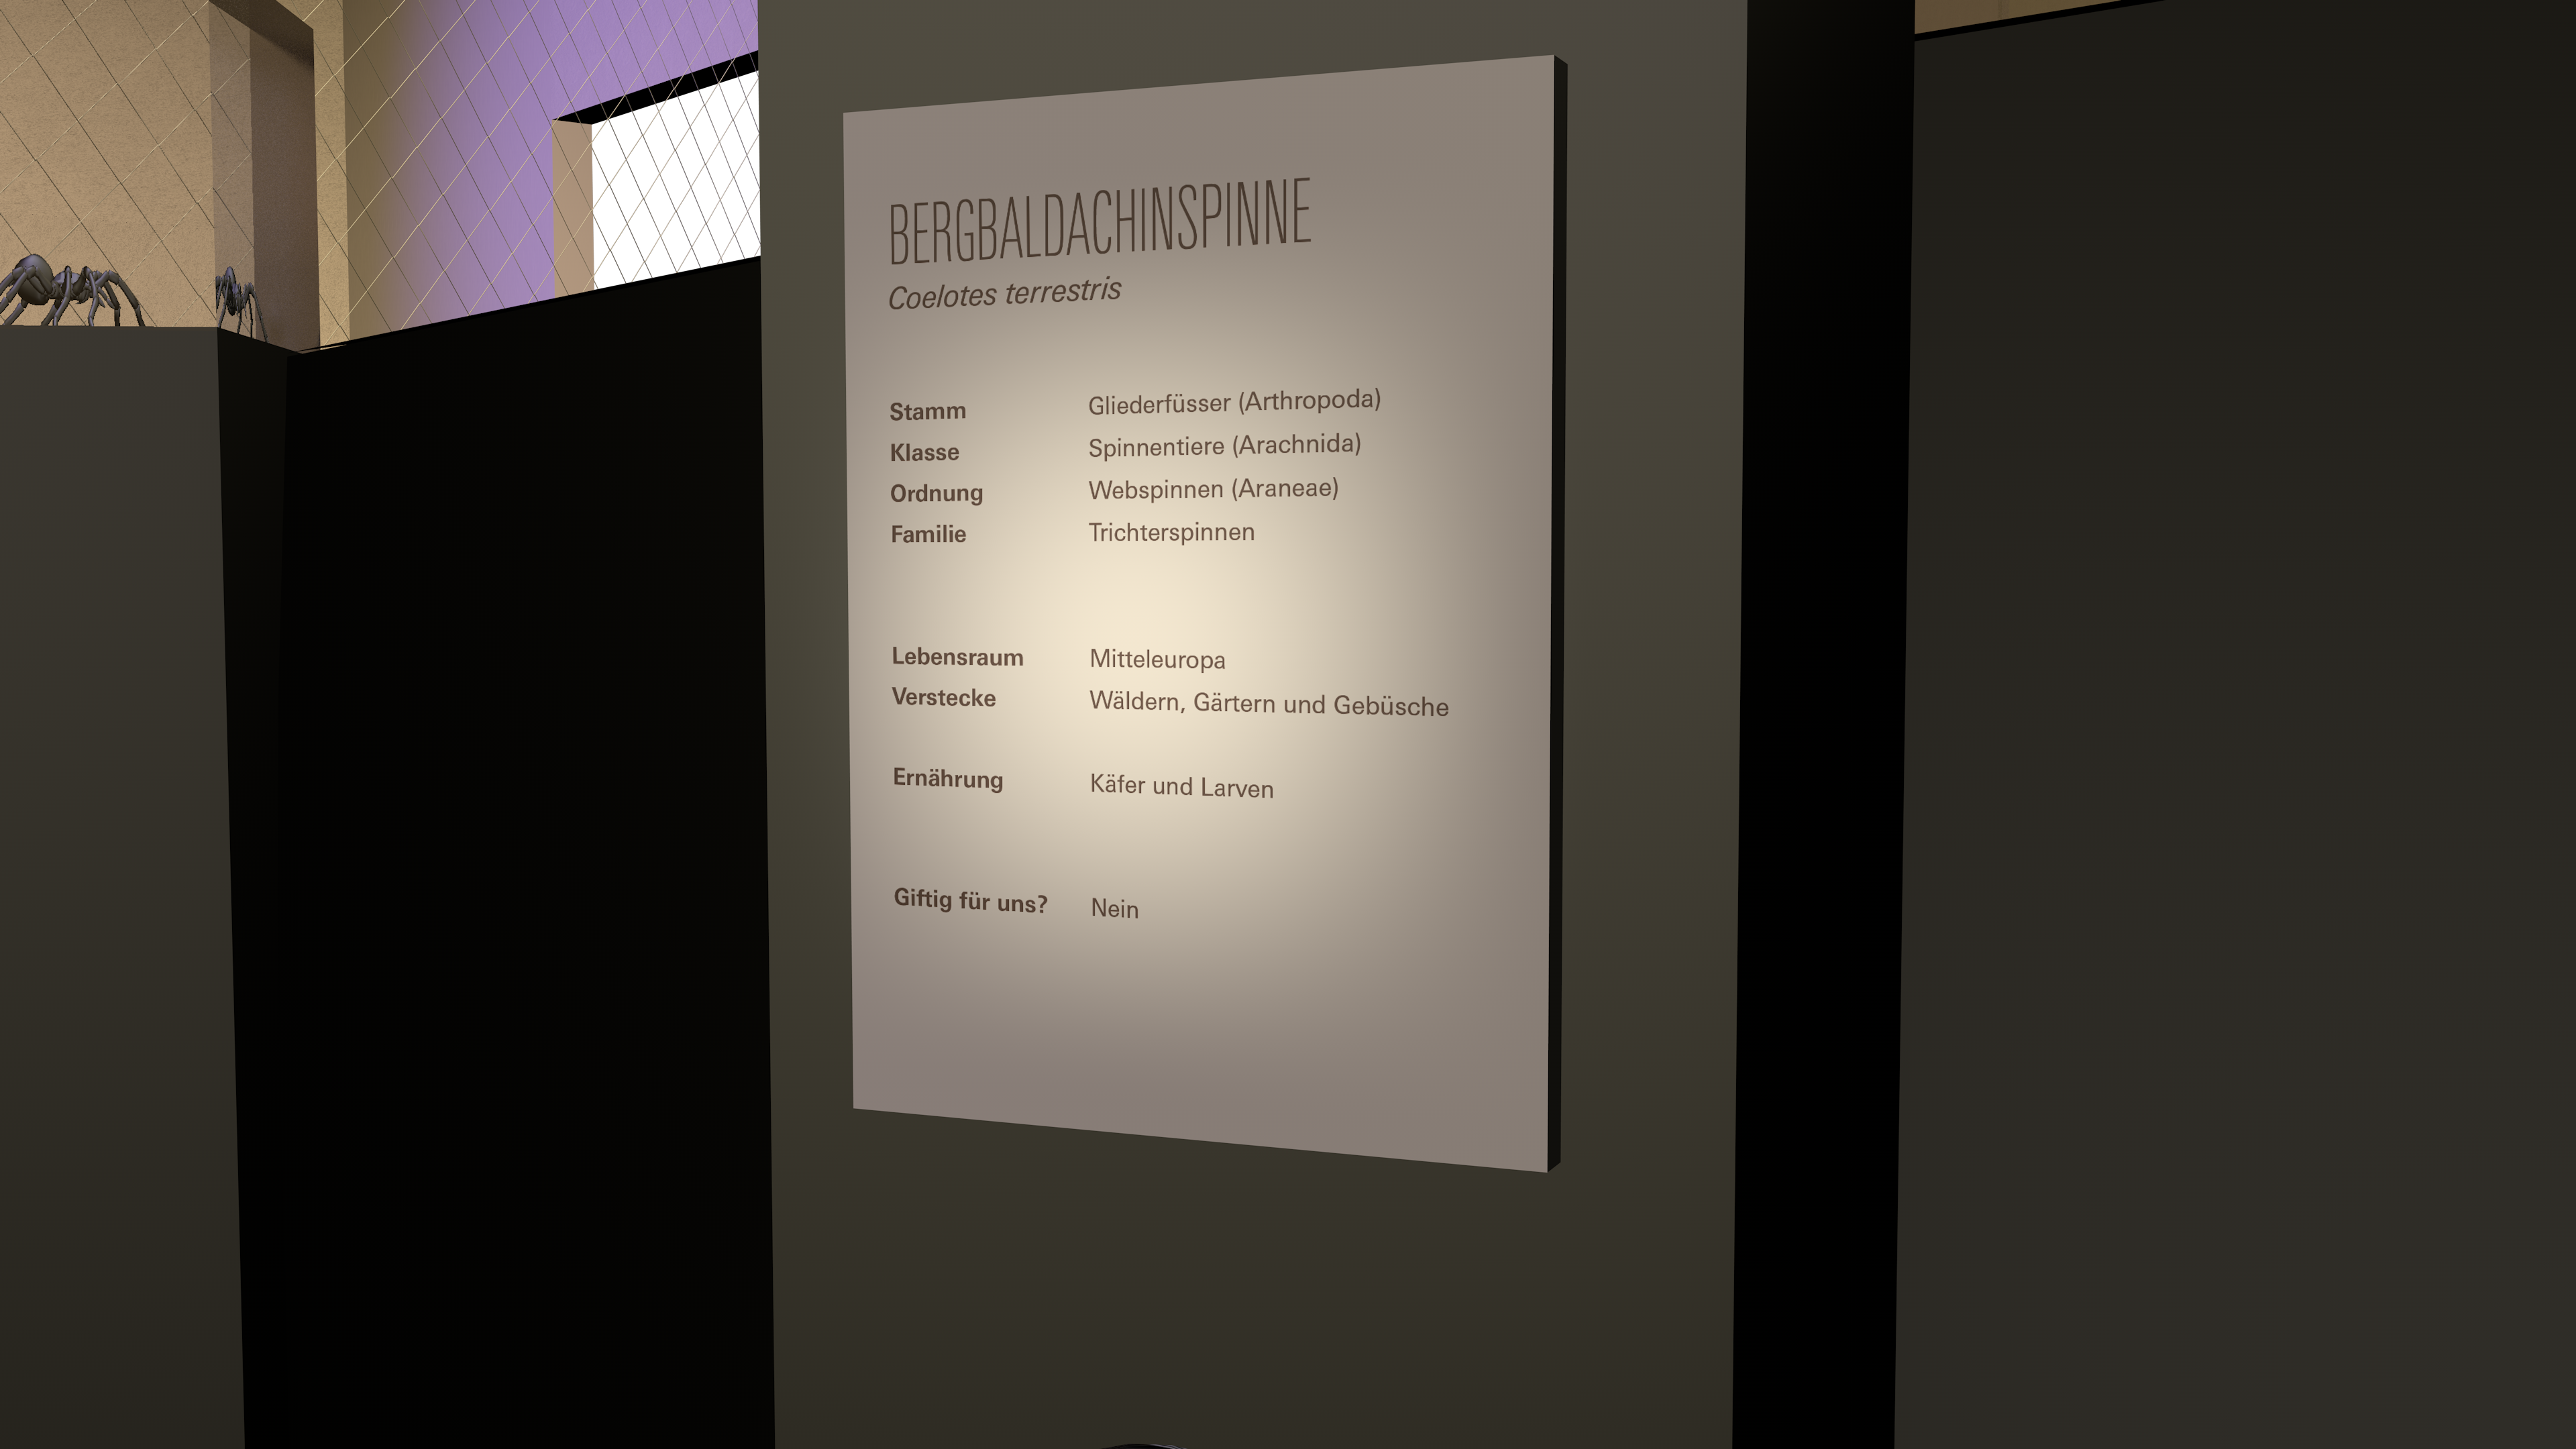 BERGBALDACHINSPINNE
Coelotes terrestris
Stamm Gliederfüsser (Arthropoda)
Klasse Spinnentiere (Arachnida)
Ordnung Webspinnen (Araneae)
Familie Trichterspinnen
Lebensraum Mitteleuropa
Verstecke Wäldern, Gärtern und Gebüsche
Ernährung Käfer und Larven
Giftig für uns? Nein